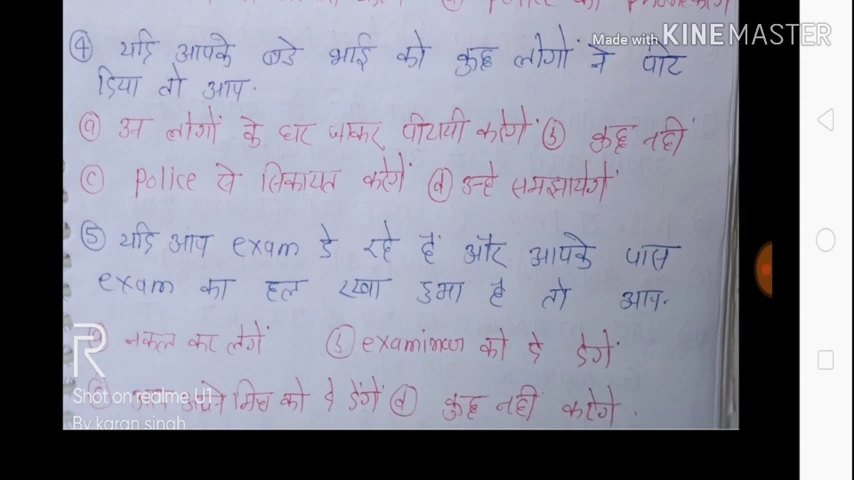 ④ यदि आपके बडे भाई को कुछ लोगों ने पीट
दिया तो आप.
ⓐ उन लोगों के घर जाकर पीटायी करेगें ⓑ कुछ नहीं
ⓒ police से सिकायत करेगें ⓓ उन्हे समझायेगें
⑤ यदि आप exam डे रहे हैं और आपके पास
exam का हल रखा हुआ है तो आप.
नकल कर लेगें ⓑ examiner को दे डेगें
अपने मित्र को दे डेंगें ⓓ कुछ नहीं करेगे.
Made with KINEMASTER
R
Shot on realme U1
By karan singh